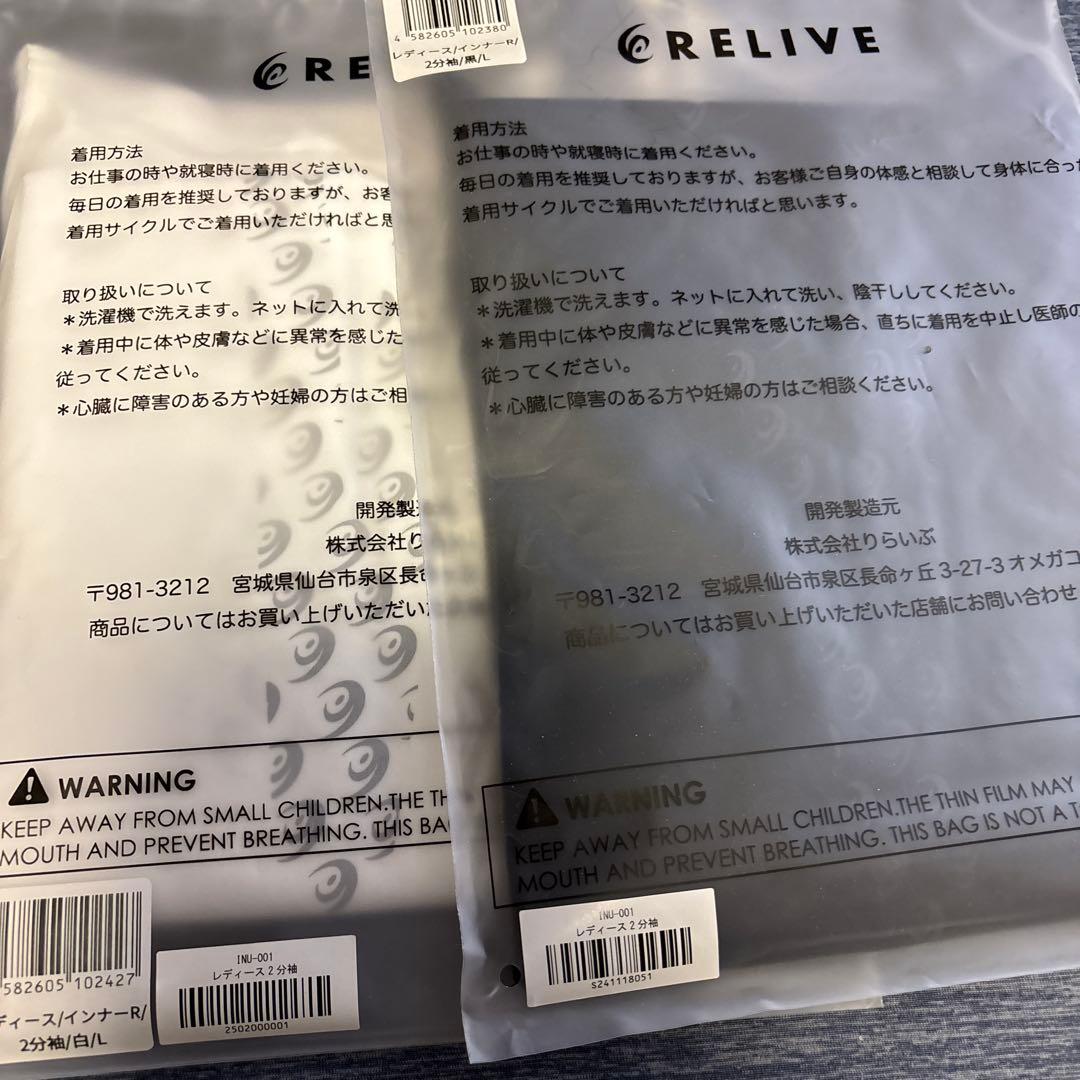 RE
着用方法
お仕事の時や就寝時に着用ください。
毎日の着用を推奨しておりますが、お
着用サイクルでご着用いただければと
取り扱いについて
＊洗濯機で洗えます。ネットに入れて洗
＊着用中に体や皮膚などに異常を感じた
従ってください。
＊心臓に障害のある方や妊婦の方はご相
開発製
株式会社り
〒981-3212 宮城県仙台市泉区長命
商品についてはお買い上げいただい
WARNING
KEEP AWAY FROM SMALL CHILDREN.THE TH
MOUTH AND PREVENT BREATHING. THIS BA
582605 102427
ディース/インナーR/
2分袖/白/L
INU-001
レディース２分袖
2502000001
4 582605 102380
レディース/インナーR/
2分袖/黒/L
RELIVE
着用方法
お仕事の時や就寝時に着用ください。
毎日の着用を推奨しておりますが、お客様ご自身の体感と相談して身体に合っ
着用サイクルでご着用いただければと思います。
取り扱いについて
＊洗濯機で洗えます。ネットに入れて洗い、陰干ししてください。
＊着用中に体や皮膚などに異常を感じた場合、直ちに着用を中止し医師の
従ってください。
＊心臓に障害のある方や妊婦の方はご相談ください。
開発製造元
株式会社りらいぶ
〒981-3212 宮城県仙台市泉区長命ヶ丘3-27-3 オメガコ
商品についてはお買い上げいただいた店舗にお問い合わせ
WARNING
KEEP AWAY FROM SMALL CHILDREN.THE THIN FILM MAY
MOUTH AND PREVENT BREATHING. THIS BAG IS NOT A T
INU-001
レディース２分袖
S241118051